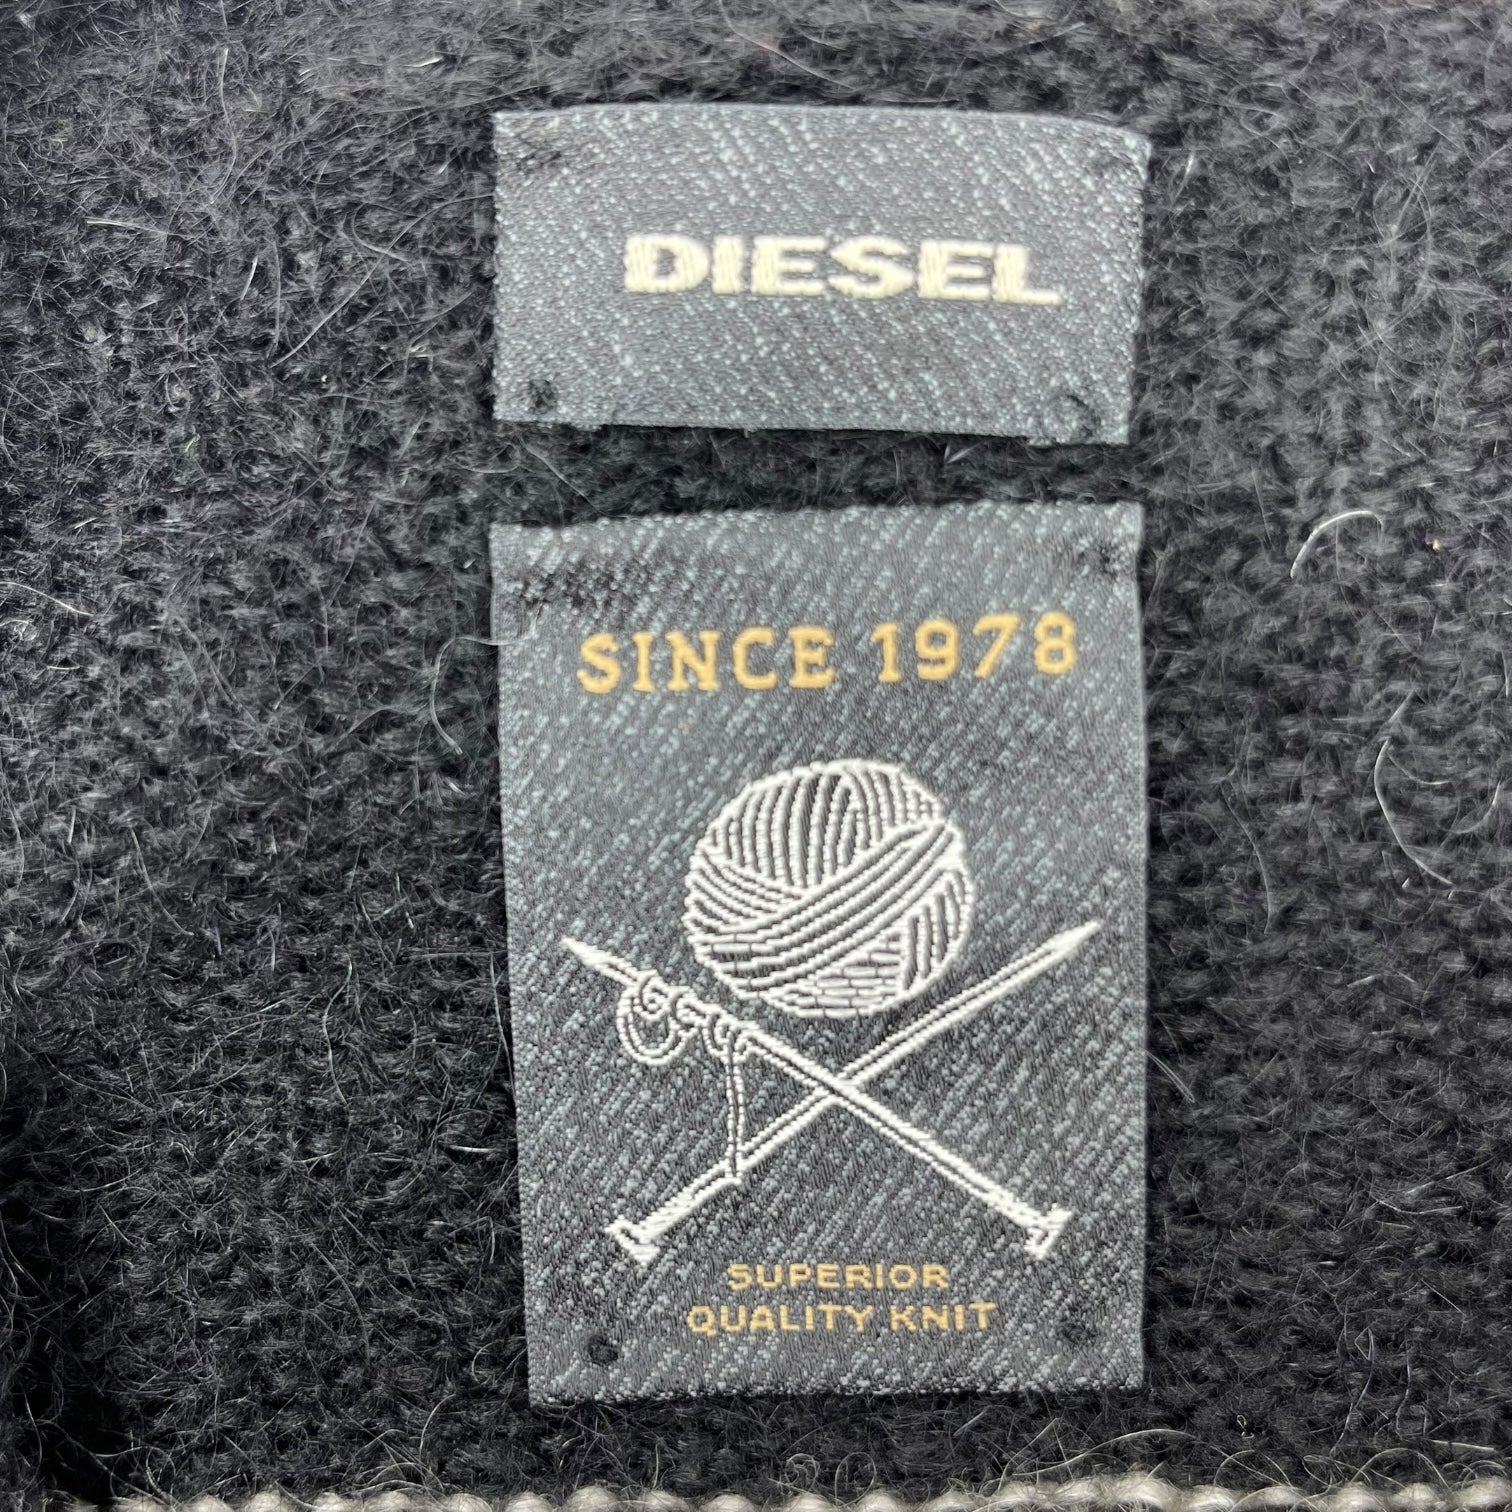 DIESEL
SINCE 1978
SUPERIOR
QUALITY KNIT